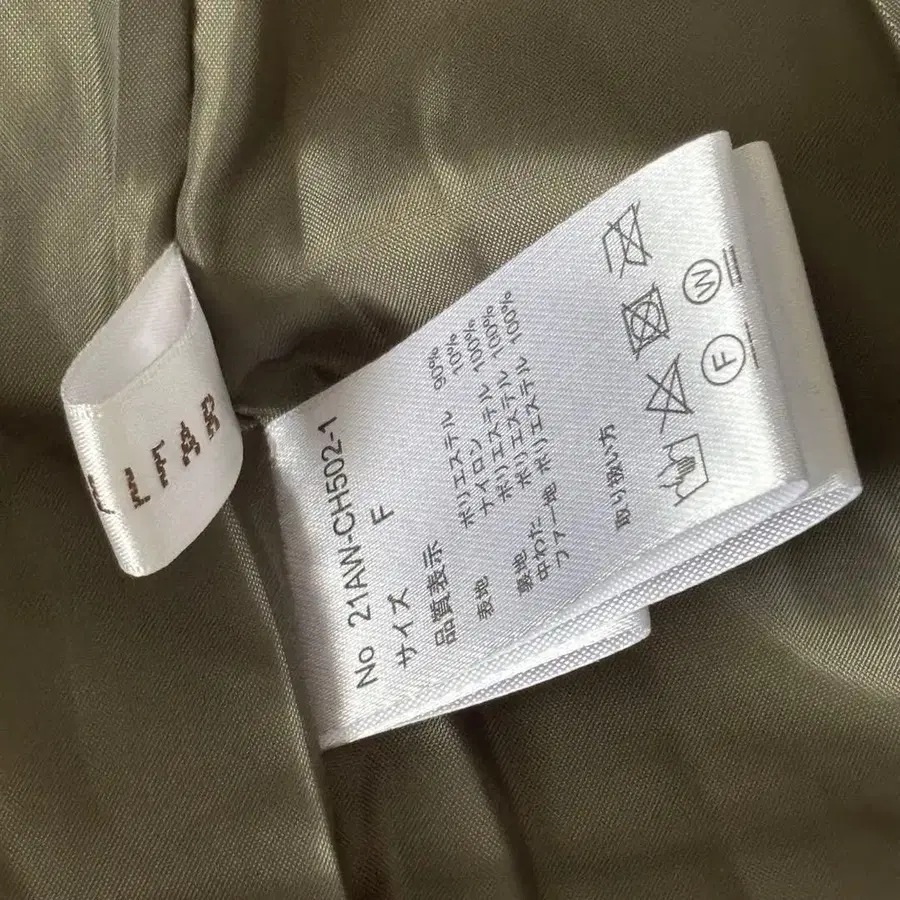 No 21AW-CH502-1
サイズ F
品質表示
表地 ポリエステル 90%
ナイロン 10%
裏地 ポリエステル 100%
中わた ポリエステル 100%
ファー地 ポリエステル 100%
取り扱い方
W
F